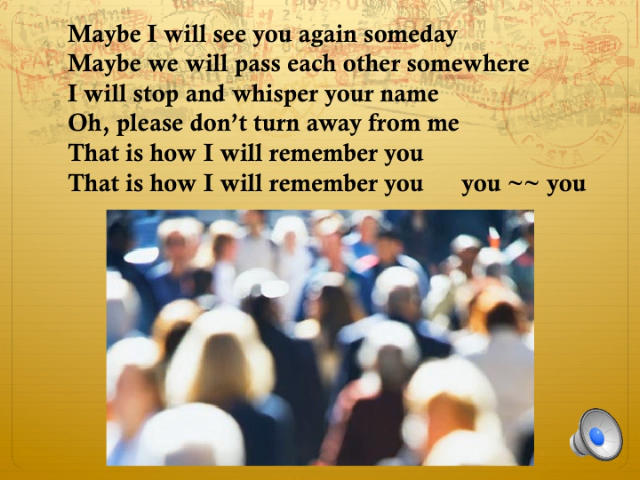 Maybe I will see you again someday
Maybe we will pass each other somewhere
I will stop and whisper your name
Oh, please don’t turn away from me
That is how I will remember you
That is how I will remember you you ~~ you